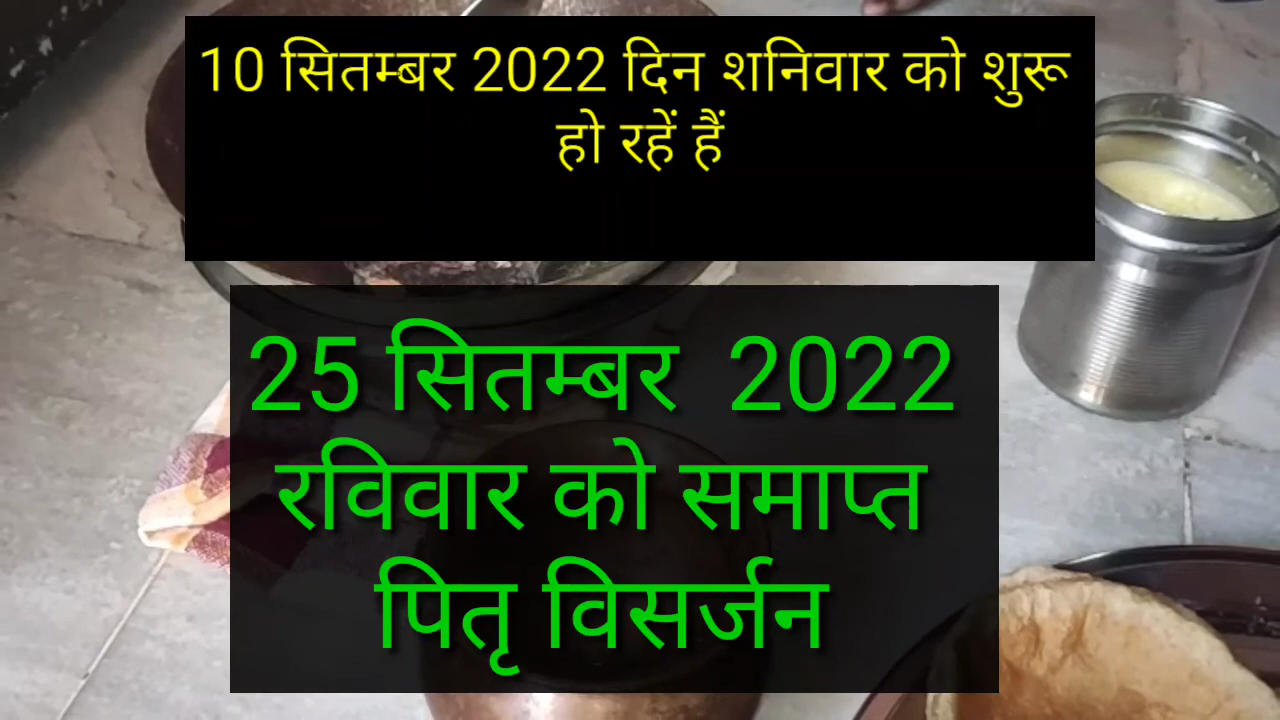 10 सितम्बर 2022 दिन शनिवार को शुरू
हो रहें हैं
25 सितम्बर 2022
रविवार को समाप्त
पितृ विसर्जन